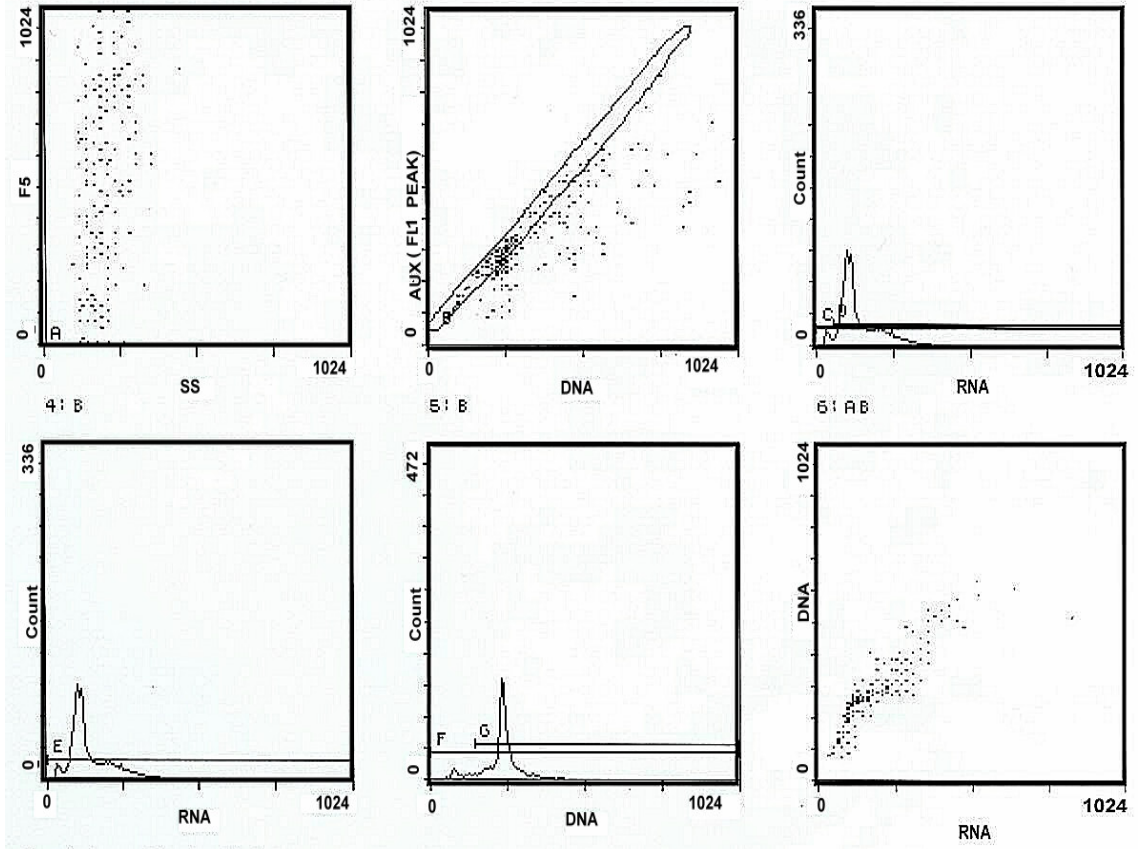 1024
F5
0
A
0
1024
SS
1024
AUX ( FL1 PEAK)
0
B
1024
DNA
336
Count
0
C
0
1024
RNA
4: B
5: B
6: AB
336
Count
0
E
0
1024
RNA
472
Count
0
F
G
0
1024
DNA
1024
DNA
0
0
1024
RNA